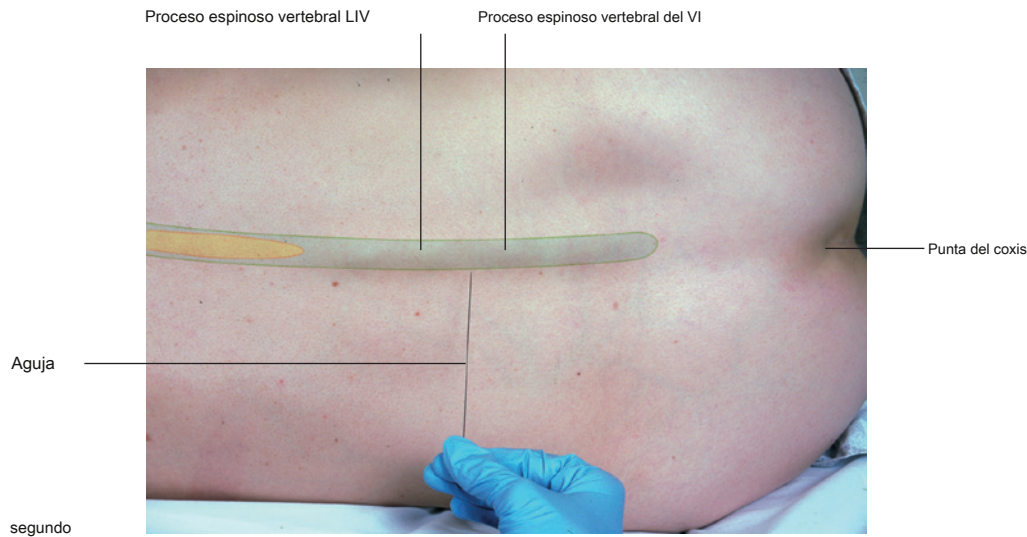 Proceso espinoso vertebral LIV
Proceso espinoso vertebral del VI
Punta del coxis
Aguja
segundo